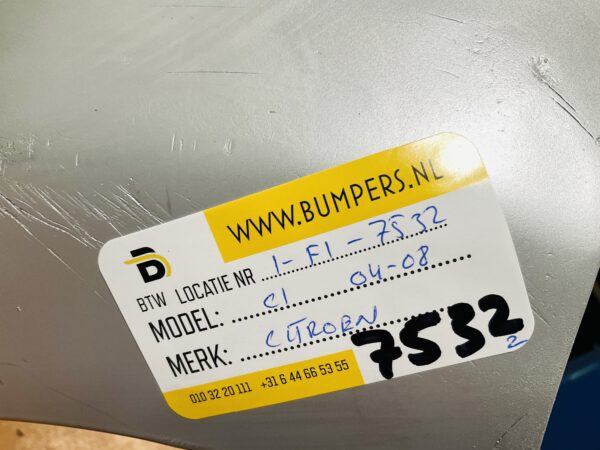 WWW.BUMPERS.NL
B
BTW LOCATIE NR 1-F1-7532
MODEL: C1 04-08
MERK: CITROEN
7532
2
010 32 20 111 +31 6 44 66 53 55